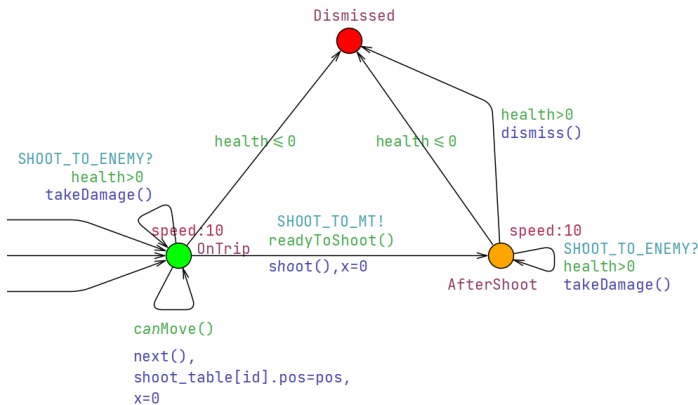 Dismissed
health>0
dismiss()
health≤0
health≤0
SHOOT_TO_ENEMY?
health>0
takeDamage()
speed:10
OnTrip
SHOOT_TO_MT!
readyToShoot()
shoot(),x=0
speed:10
AfterShoot
SHOOT_TO_ENEMY?
health>0
takeDamage()
canMove()
next(),
shoot_table[id].pos=pos,
x=0